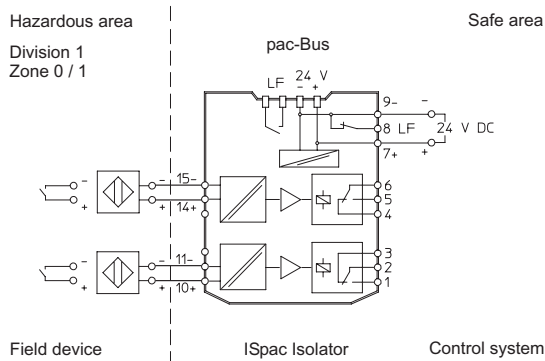 Hazardous area
Safe area
Division 1
Zone 0 / 1
pac-Bus
LF 24 V
- +
9- -
8 LF 24 V DC
7+ +
- - 15-
+ + 14+
6
5
4
- - 11-
+ + 10+
3
2
1
Field device
ISpac Isolator
Control system